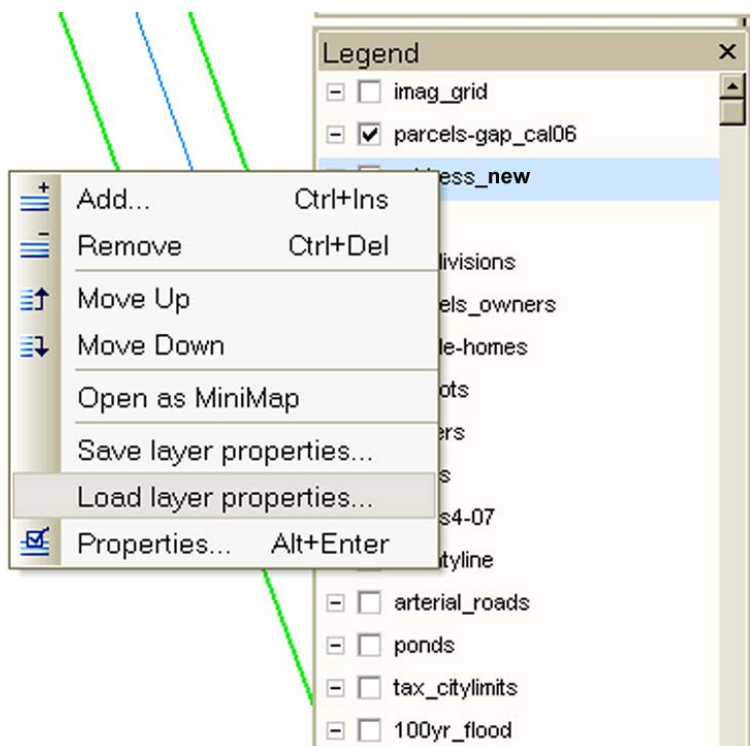 Legend
imag_grid
parcels-gap_cal06
_new
Add... Ctrl+Ins
Remove Ctrl+Del
Move Up
Move Down
Open as MiniMap
Save layer properties...
Load layer properties...
Properties... Alt+Enter
ivisions
els_owners
le-homes
ots
ers
s
s4-07
tyline
arterial_roads
ponds
tax_citylimits
100yr_flood